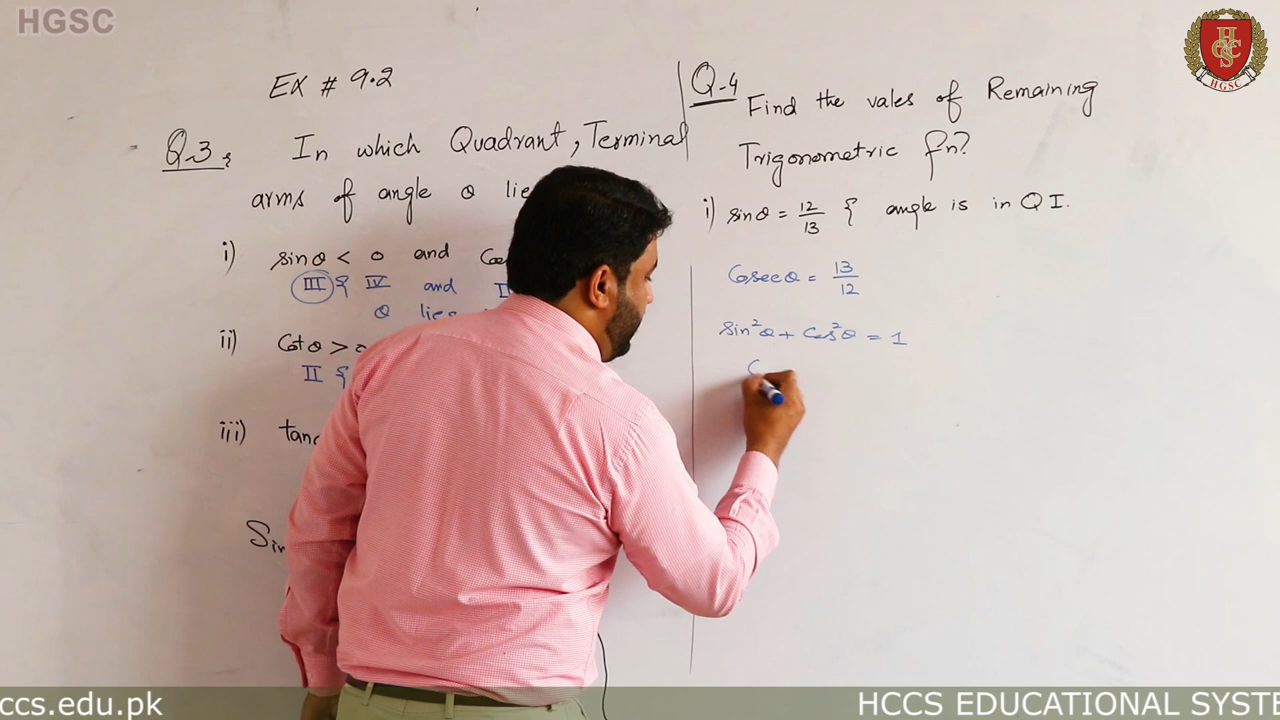 HGSC
EX # 9.2
Q.3
In which Quadrant, Terminal
arms of angle θ lie
i) sinθ < 0 and
III & IV and
θ lies
ii) Cotθ >
II &
iii)
Q-4
Find the vales of Remaining
Trigonometric fn?
i) sinθ = 12/13 & angle is in Q I.
Cosecθ = 13/12
sin²θ + Cos²θ = 1
C
HGSC
HGSC
ccs.edu.pk
HCCS EDUCATIONAL SYSTE